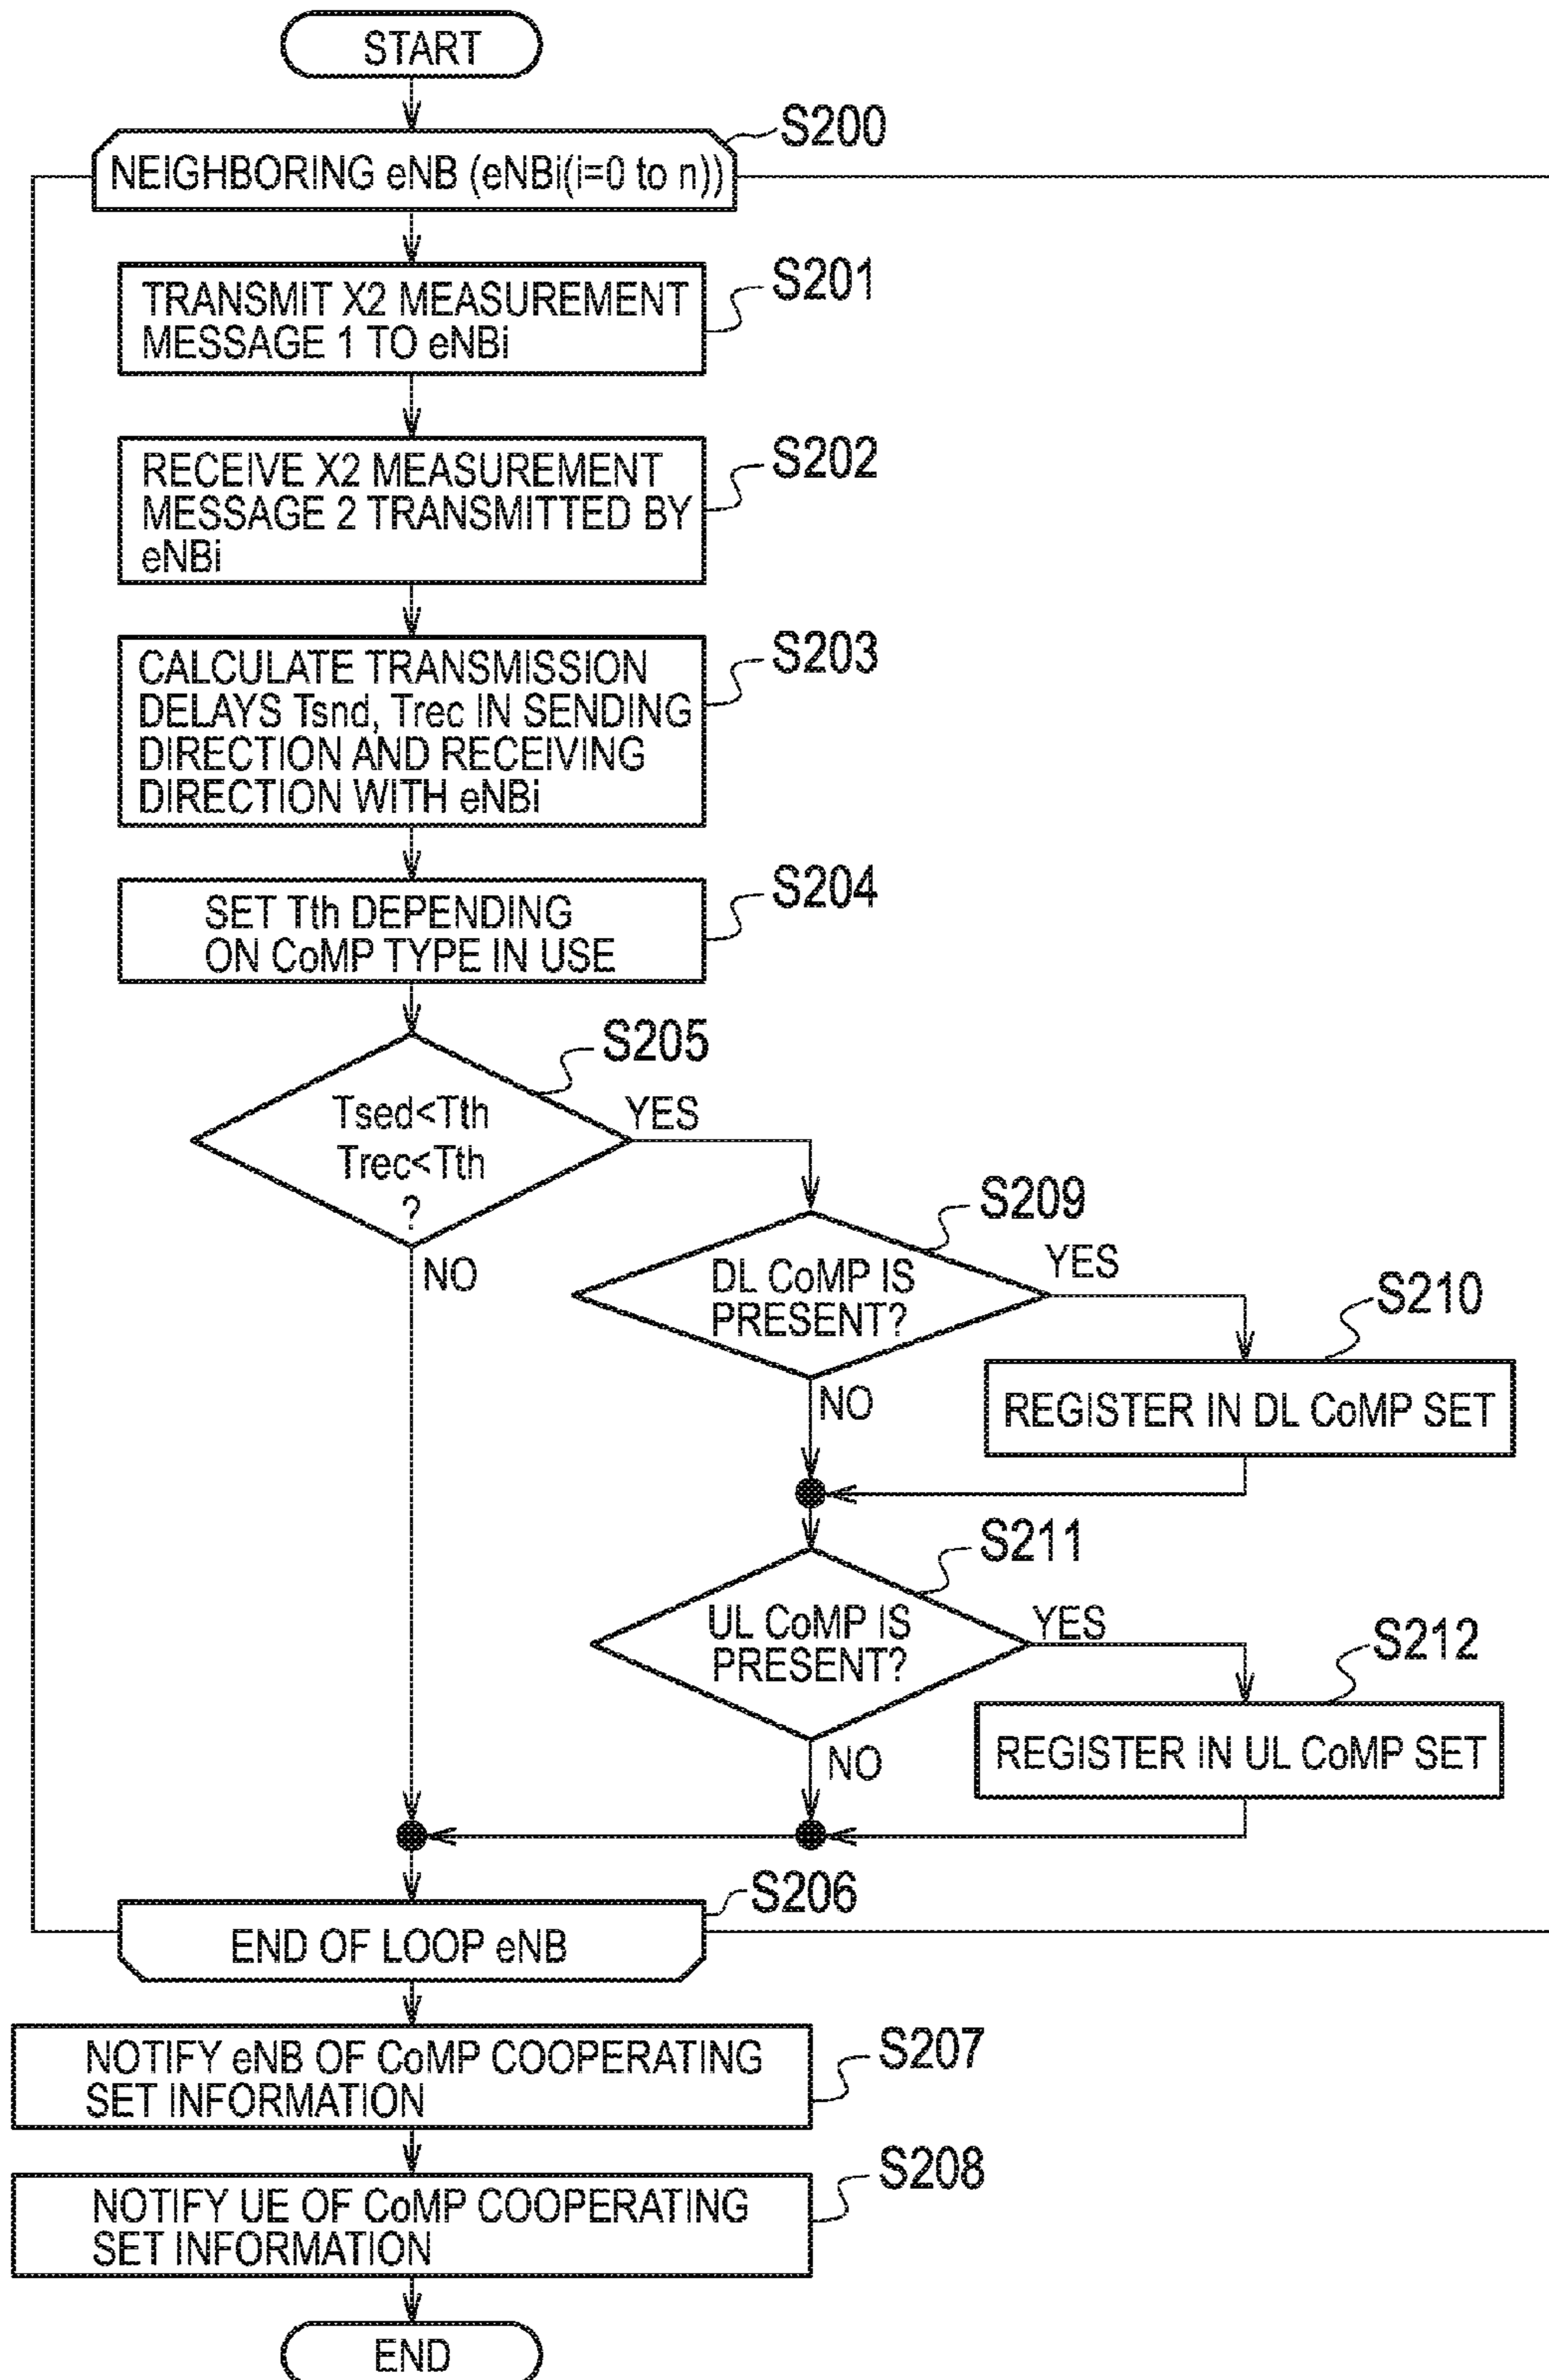 START
S200
NEIGHBORING eNB (eNBi(i=0 to n))
S201
TRANSMIT X2 MEASUREMENT
MESSAGE 1 TO eNBi
S202
RECEIVE X2 MEASUREMENT
MESSAGE 2 TRANSMITTED BY
eNBi
S203
CALCULATE TRANSMISSION
DELAYS Tsnd, Trec IN SENDING
DIRECTION AND RECEIVING
DIRECTION WITH eNBi
S204
SET Tth DEPENDING
ON CoMP TYPE IN USE
S205
Tsed<Tth
Trec<Tth
?
YES
NO
S209
DL CoMP IS
PRESENT?
YES
NO
S210
REGISTER IN DL CoMP SET
S211
UL CoMP IS
PRESENT?
YES
NO
S212
REGISTER IN UL CoMP SET
S206
END OF LOOP eNB
S207
NOTIFY eNB OF CoMP COOPERATING
SET INFORMATION
S208
NOTIFY UE OF CoMP COOPERATING
SET INFORMATION
END